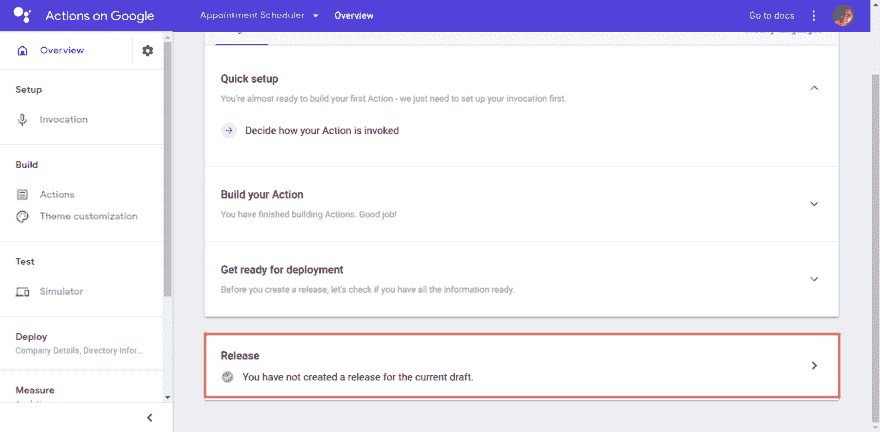 Actions on Google
Appointment Scheduler
Overview
Go to docs
Overview
Setup
Invocation
Build
Actions
Theme customization
Test
Simulator
Deploy
Company Details, Directory Infor...
Measure
Quick setup
You're almost ready to build your first Action - we just need to set up your invocation first.
Decide how your Action is invoked
Build your Action
You have finished building Actions. Good job!
Get ready for deployment
Before you create a release, let's check if you have all the information ready.
Release
You have not created a release for the current draft.